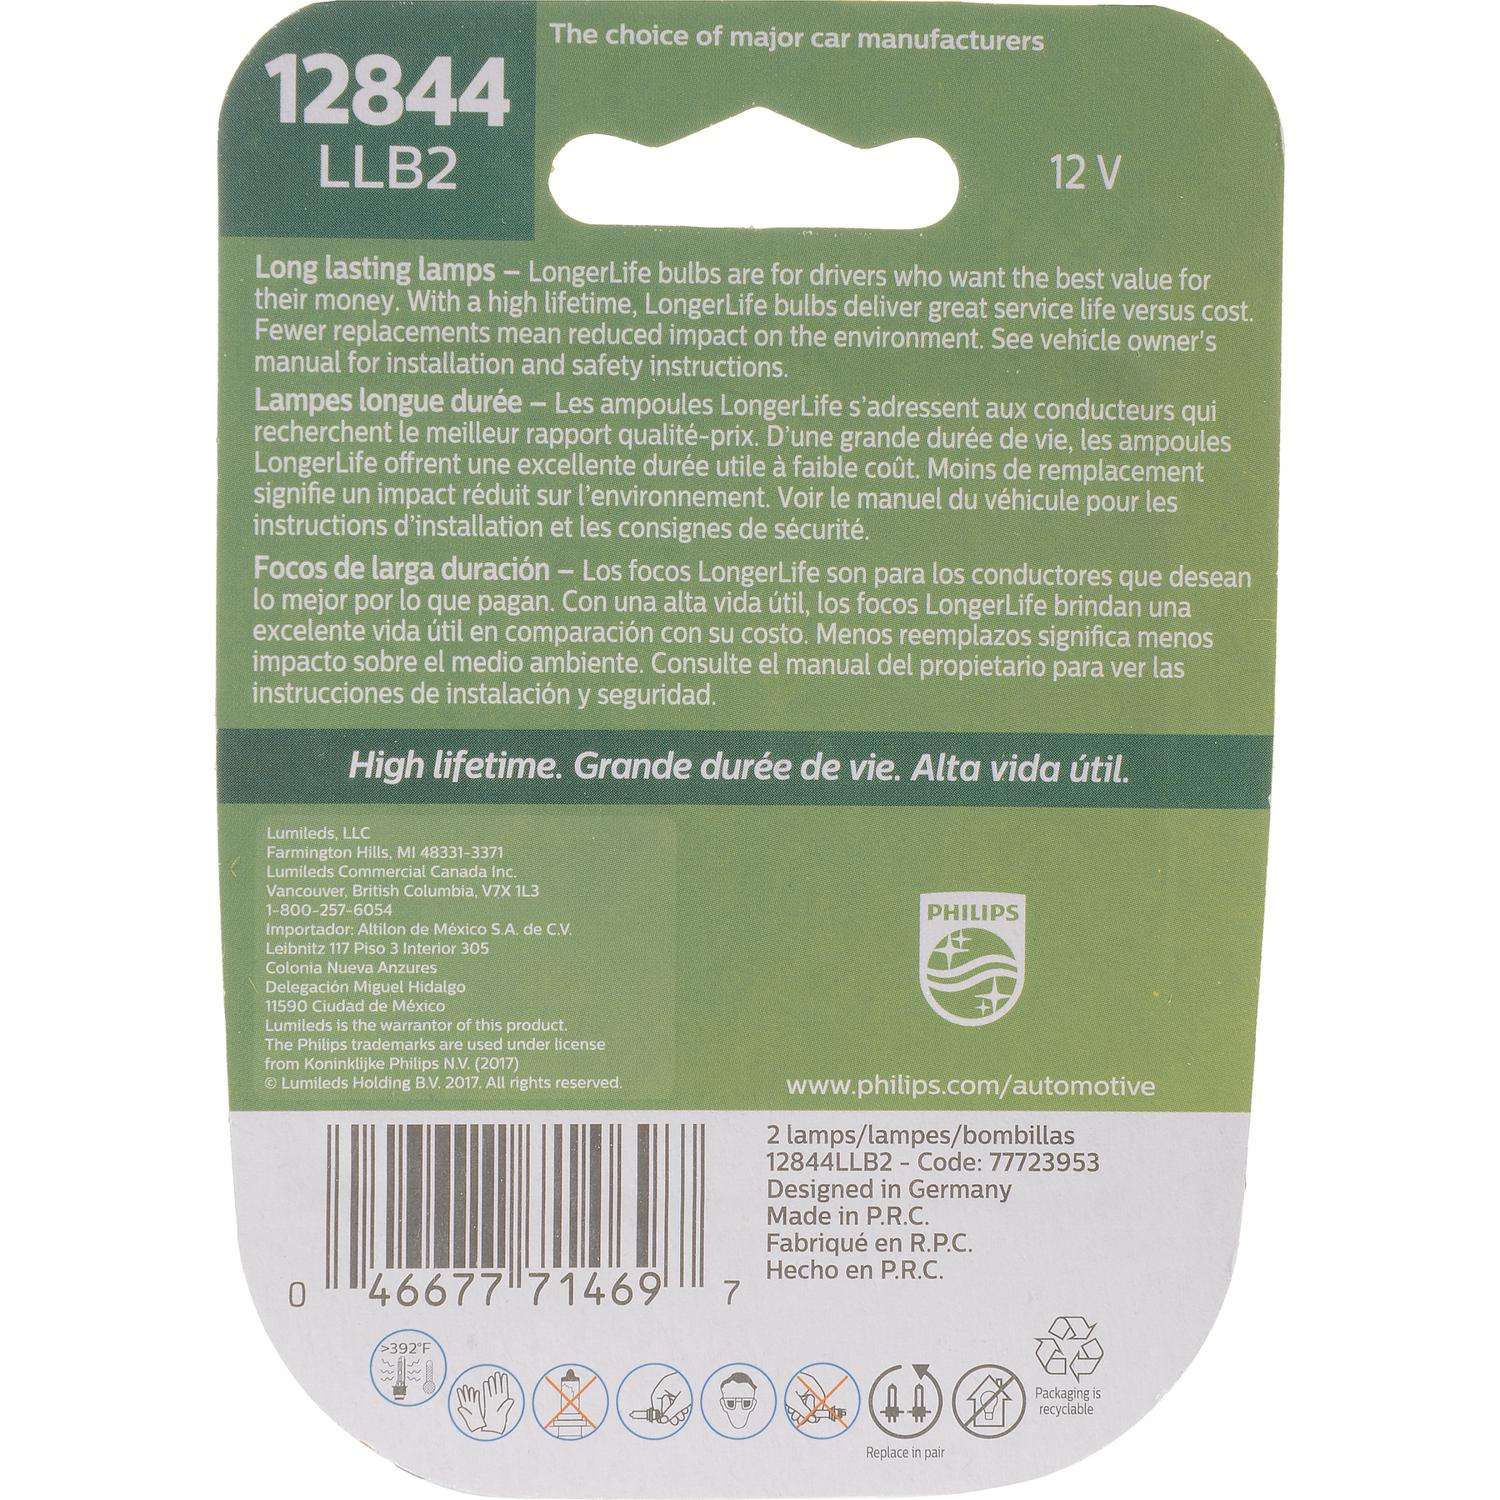 The choice of major car manufacturers
12844
LLB2
12 V
Long lasting lamps – LongerLife bulbs are for drivers who want the best value for
their money. With a high lifetime, LongerLife bulbs deliver great service life versus cost.
Fewer replacements mean reduced impact on the environment. See vehicle owner's
manual for installation and safety instructions.
Lampes longue durée – Les ampoules LongerLife s'adressent aux conducteurs qui
recherchent le meilleur rapport qualité-prix. D'une grande durée de vie, les ampoules
LongerLife offrent une excellente durée utile à faible coût. Moins de remplacement
signifie un impact réduit sur l'environnement. Voir le manuel du véhicule pour les
instructions d'installation et les consignes de sécurité.
Focos de larga duración – Los focos LongerLife son para los conductores que desean
lo mejor por lo que pagan. Con una alta vida útil, los focos LongerLife brindan una
excelente vida útil en comparación con su costo. Menos reemplazos significa menos
impacto sobre el medio ambiente. Consulte el manual del propietario para ver las
instrucciones de instalación y seguridad.
High lifetime. Grande durée de vie. Alta vida útil.
Lumileds, LLC
Farmington Hills, MI 48331-3371
Lumileds Commercial Canada Inc.
Vancouver, British Columbia, V7X 1L3
1-800-257-6054
Importador: Altilon de México S.A. de C.V.
Leibnitz 117 Piso 3 Interior 305
Colonia Nueva Anzures
Delegación Miguel Hidalgo
11590 Ciudad de México
Lumileds is the warrantor of this product.
The Philips trademarks are used under license
from Koninklijke Philips N.V. (2017)
© Lumileds Holding B.V. 2017. All rights reserved.
PHILIPS
www.philips.com/automotive
2 lamps/lampes/bombillas
12844LLB2 - Code: 77723953
Designed in Germany
Made in P.R.C.
Fabriqué en R.P.C.
Hecho en P.R.C.
0 46677 71469 7
>392°F
Replace in pair
Packaging is
recyclable